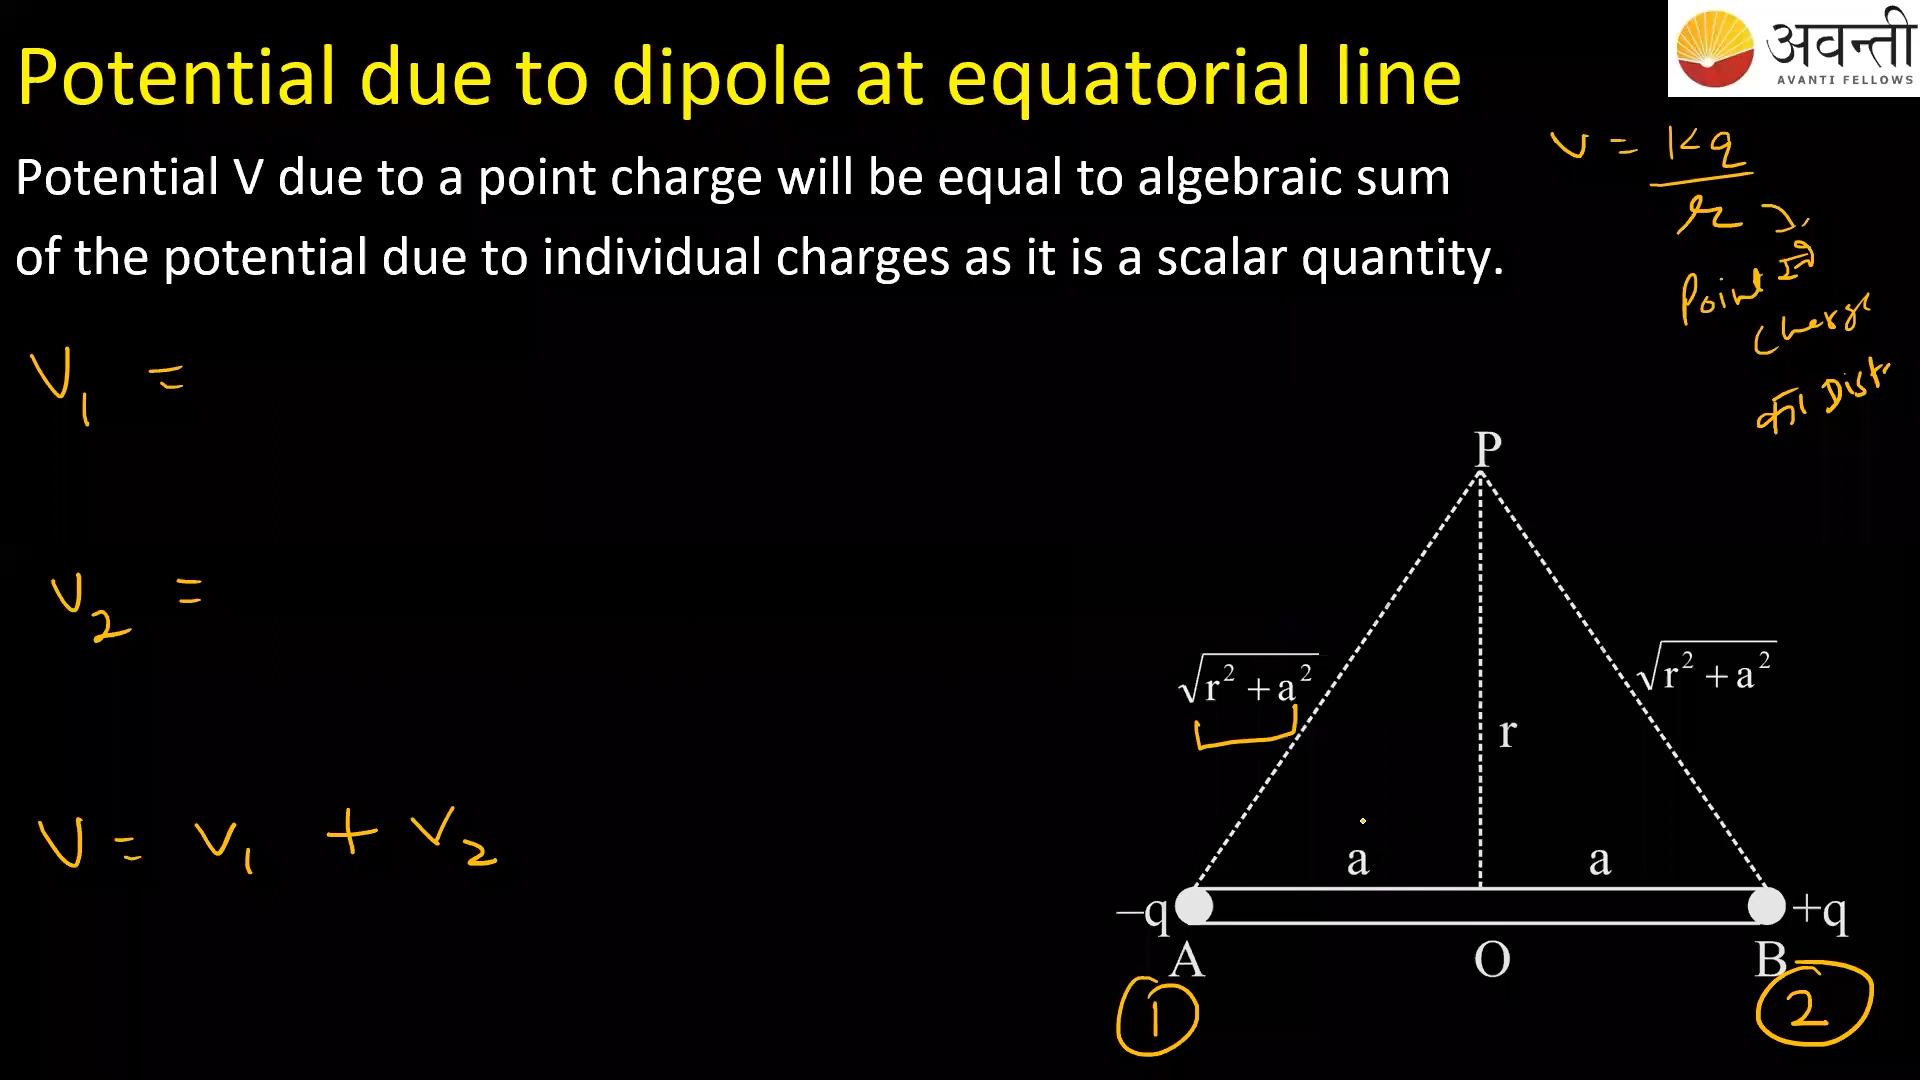 Potential due to dipole at equatorial line
अवन्ती
AVANTI FELLOWS
Potential V due to a point charge will be equal to algebraic sum
of the potential due to individual charges as it is a scalar quantity.
V = Kq
r
Point से
Charge
का Dist.
V₁ =
V₂ =
V = V₁ + V₂
P
√r² + a²
√r² + a²
r
a
a
–q
+q
A
O
B
1
2